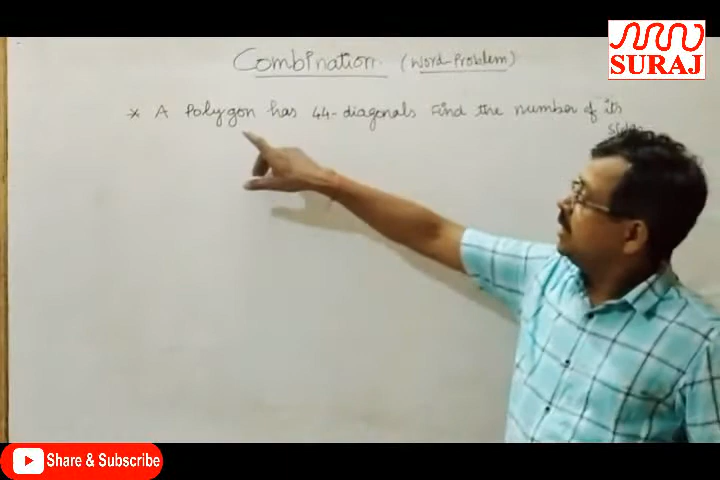 SURAJ
Combination (Word-Problem)
* A Polygon has 44-diagonals Find the number of its
sides
Share & Subscribe